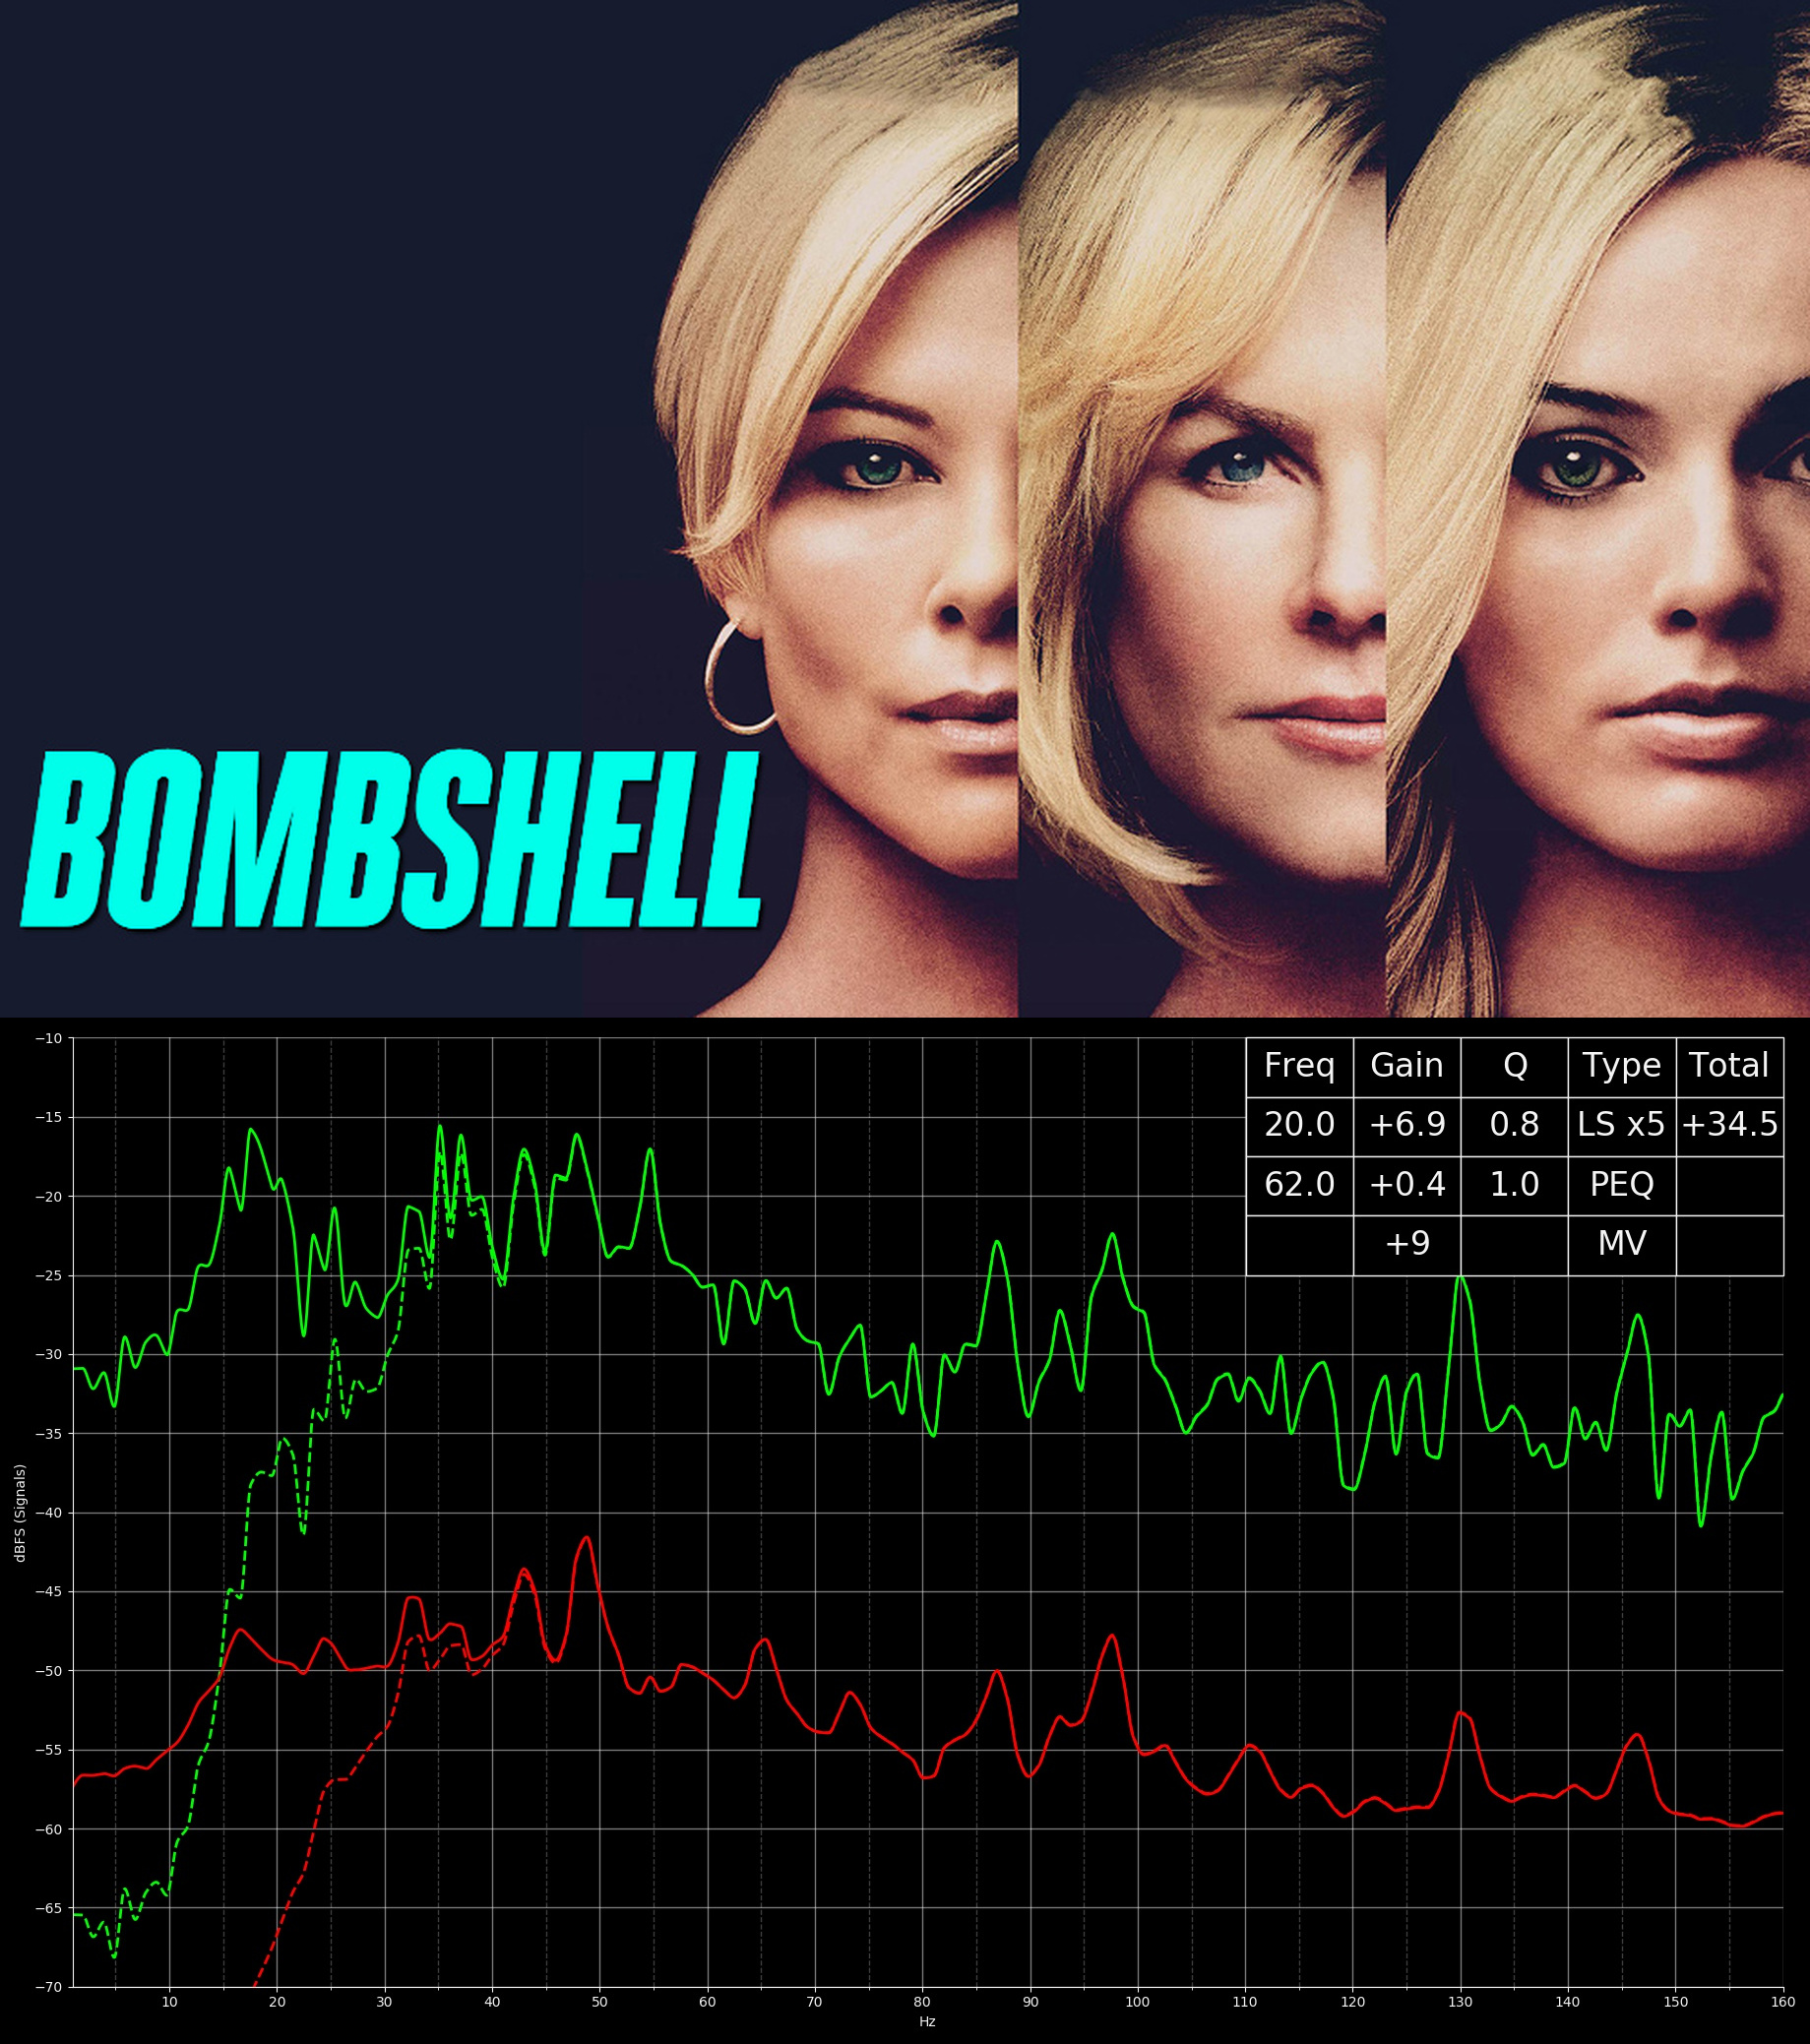 BOMBSHELL
Freq Gain Q Type Total
20.0 +6.9 0.8 LS x5 +34.5
62.0 +0.4 1.0 PEQ
+9 MV
−10
−15
−20
−25
−30
−35
−40
−45
−50
−55
−60
−65
−70
dBFS (Signals)
10 20 30 40 50 60 70 80 90 100 110 120 130 140 150 160
Hz